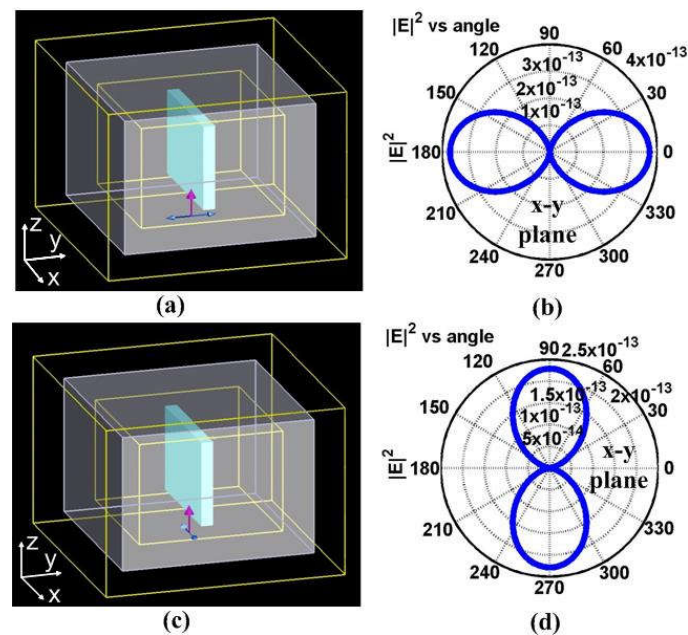 |E|² vs angle
90
120
60
4x10⁻¹³
3x10⁻¹³
2x10⁻¹³
150
30
1x10⁻¹³
|E|²
180
0
x-y
plane
210
330
240
300
270
z
y
x
(a)
(b)
|E|² vs angle
90
2.5x10⁻¹³
120
60
2x10⁻¹³
1.5x10⁻¹³
150
30
1x10⁻¹³
5x10⁻¹⁴
|E|²
180
0
x-y
plane
210
330
240
300
270
z
y
x
(c)
(d)